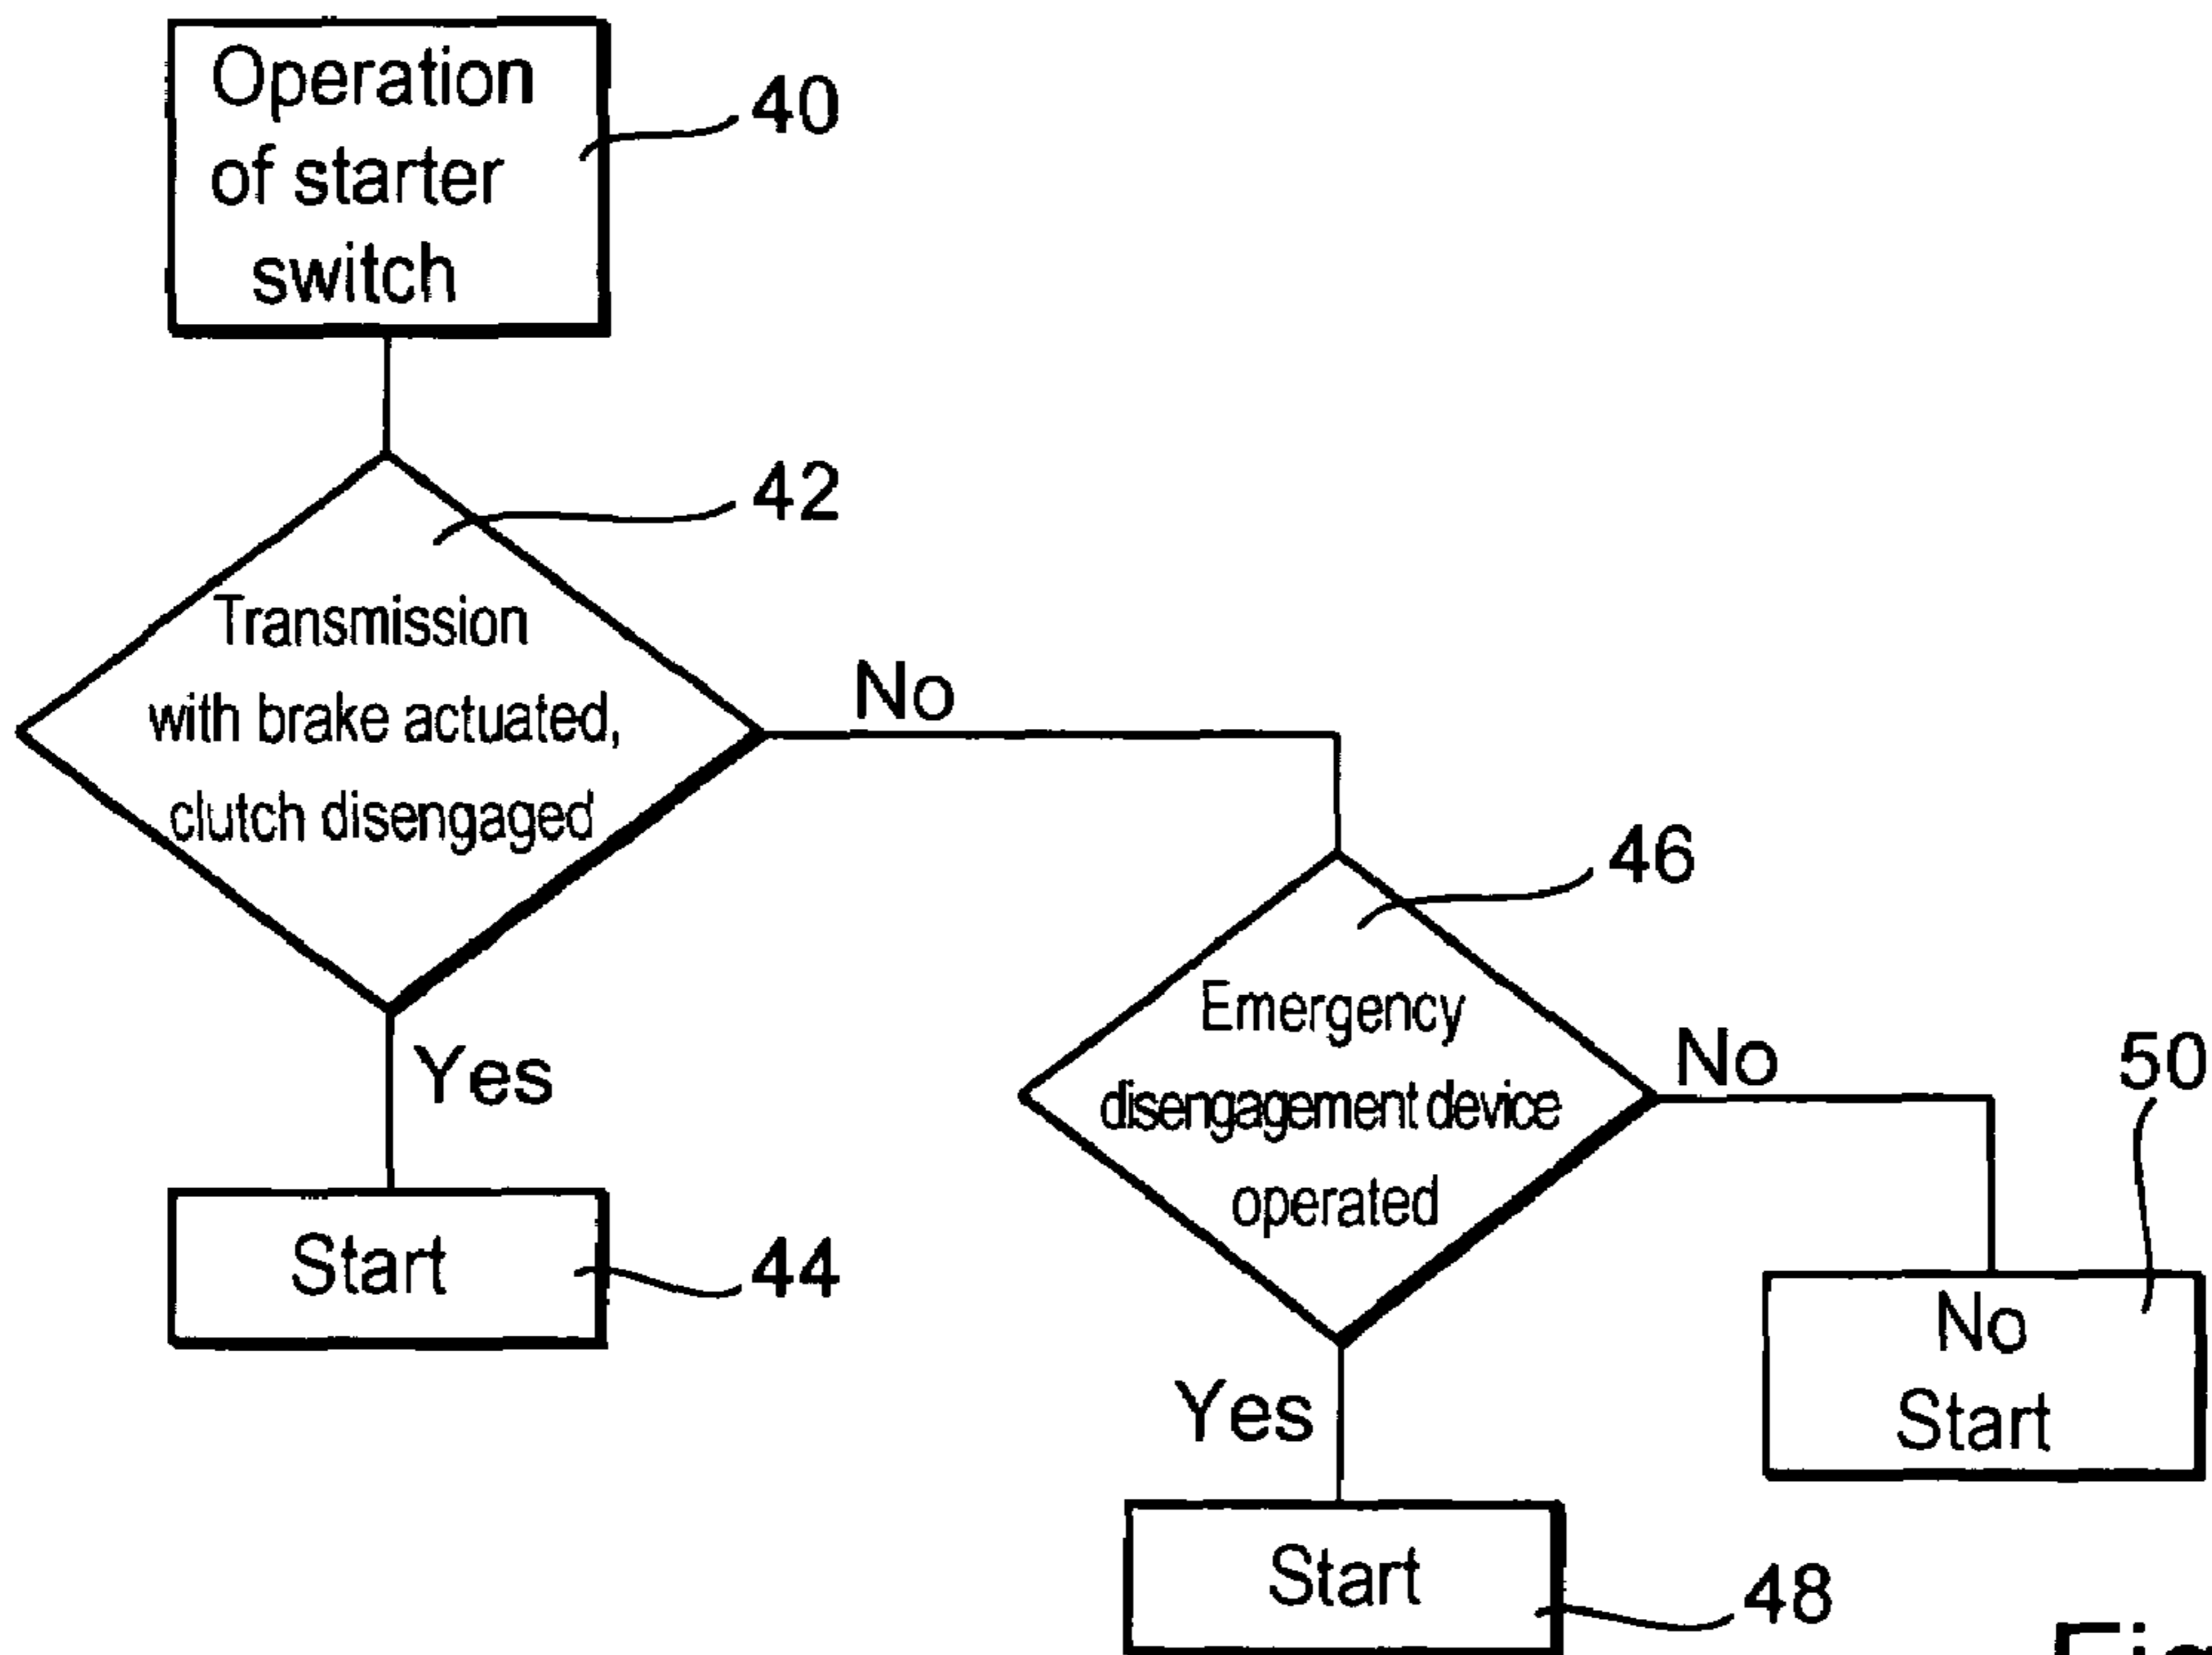 Operation
of starter
switch
40
42
Transmission
with brake actuated,
clutch disengaged
No
Yes
Start
44
46
Emergency
disengagement device
operated
No
50
No
Start
Yes
Start
48